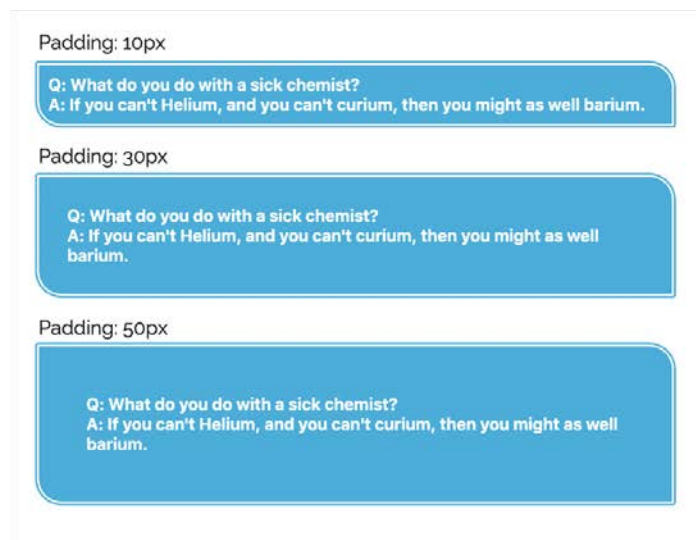 Padding: 10px
Q: What do you do with a sick chemist?
A: If you can't Helium, and you can't curium, then you might as well barium.
Padding: 30px
Q: What do you do with a sick chemist?
A: If you can't Helium, and you can't curium, then you might as well
barium.
Padding: 50px
Q: What do you do with a sick chemist?
A: If you can't Helium, and you can't curium, then you might as well
barium.